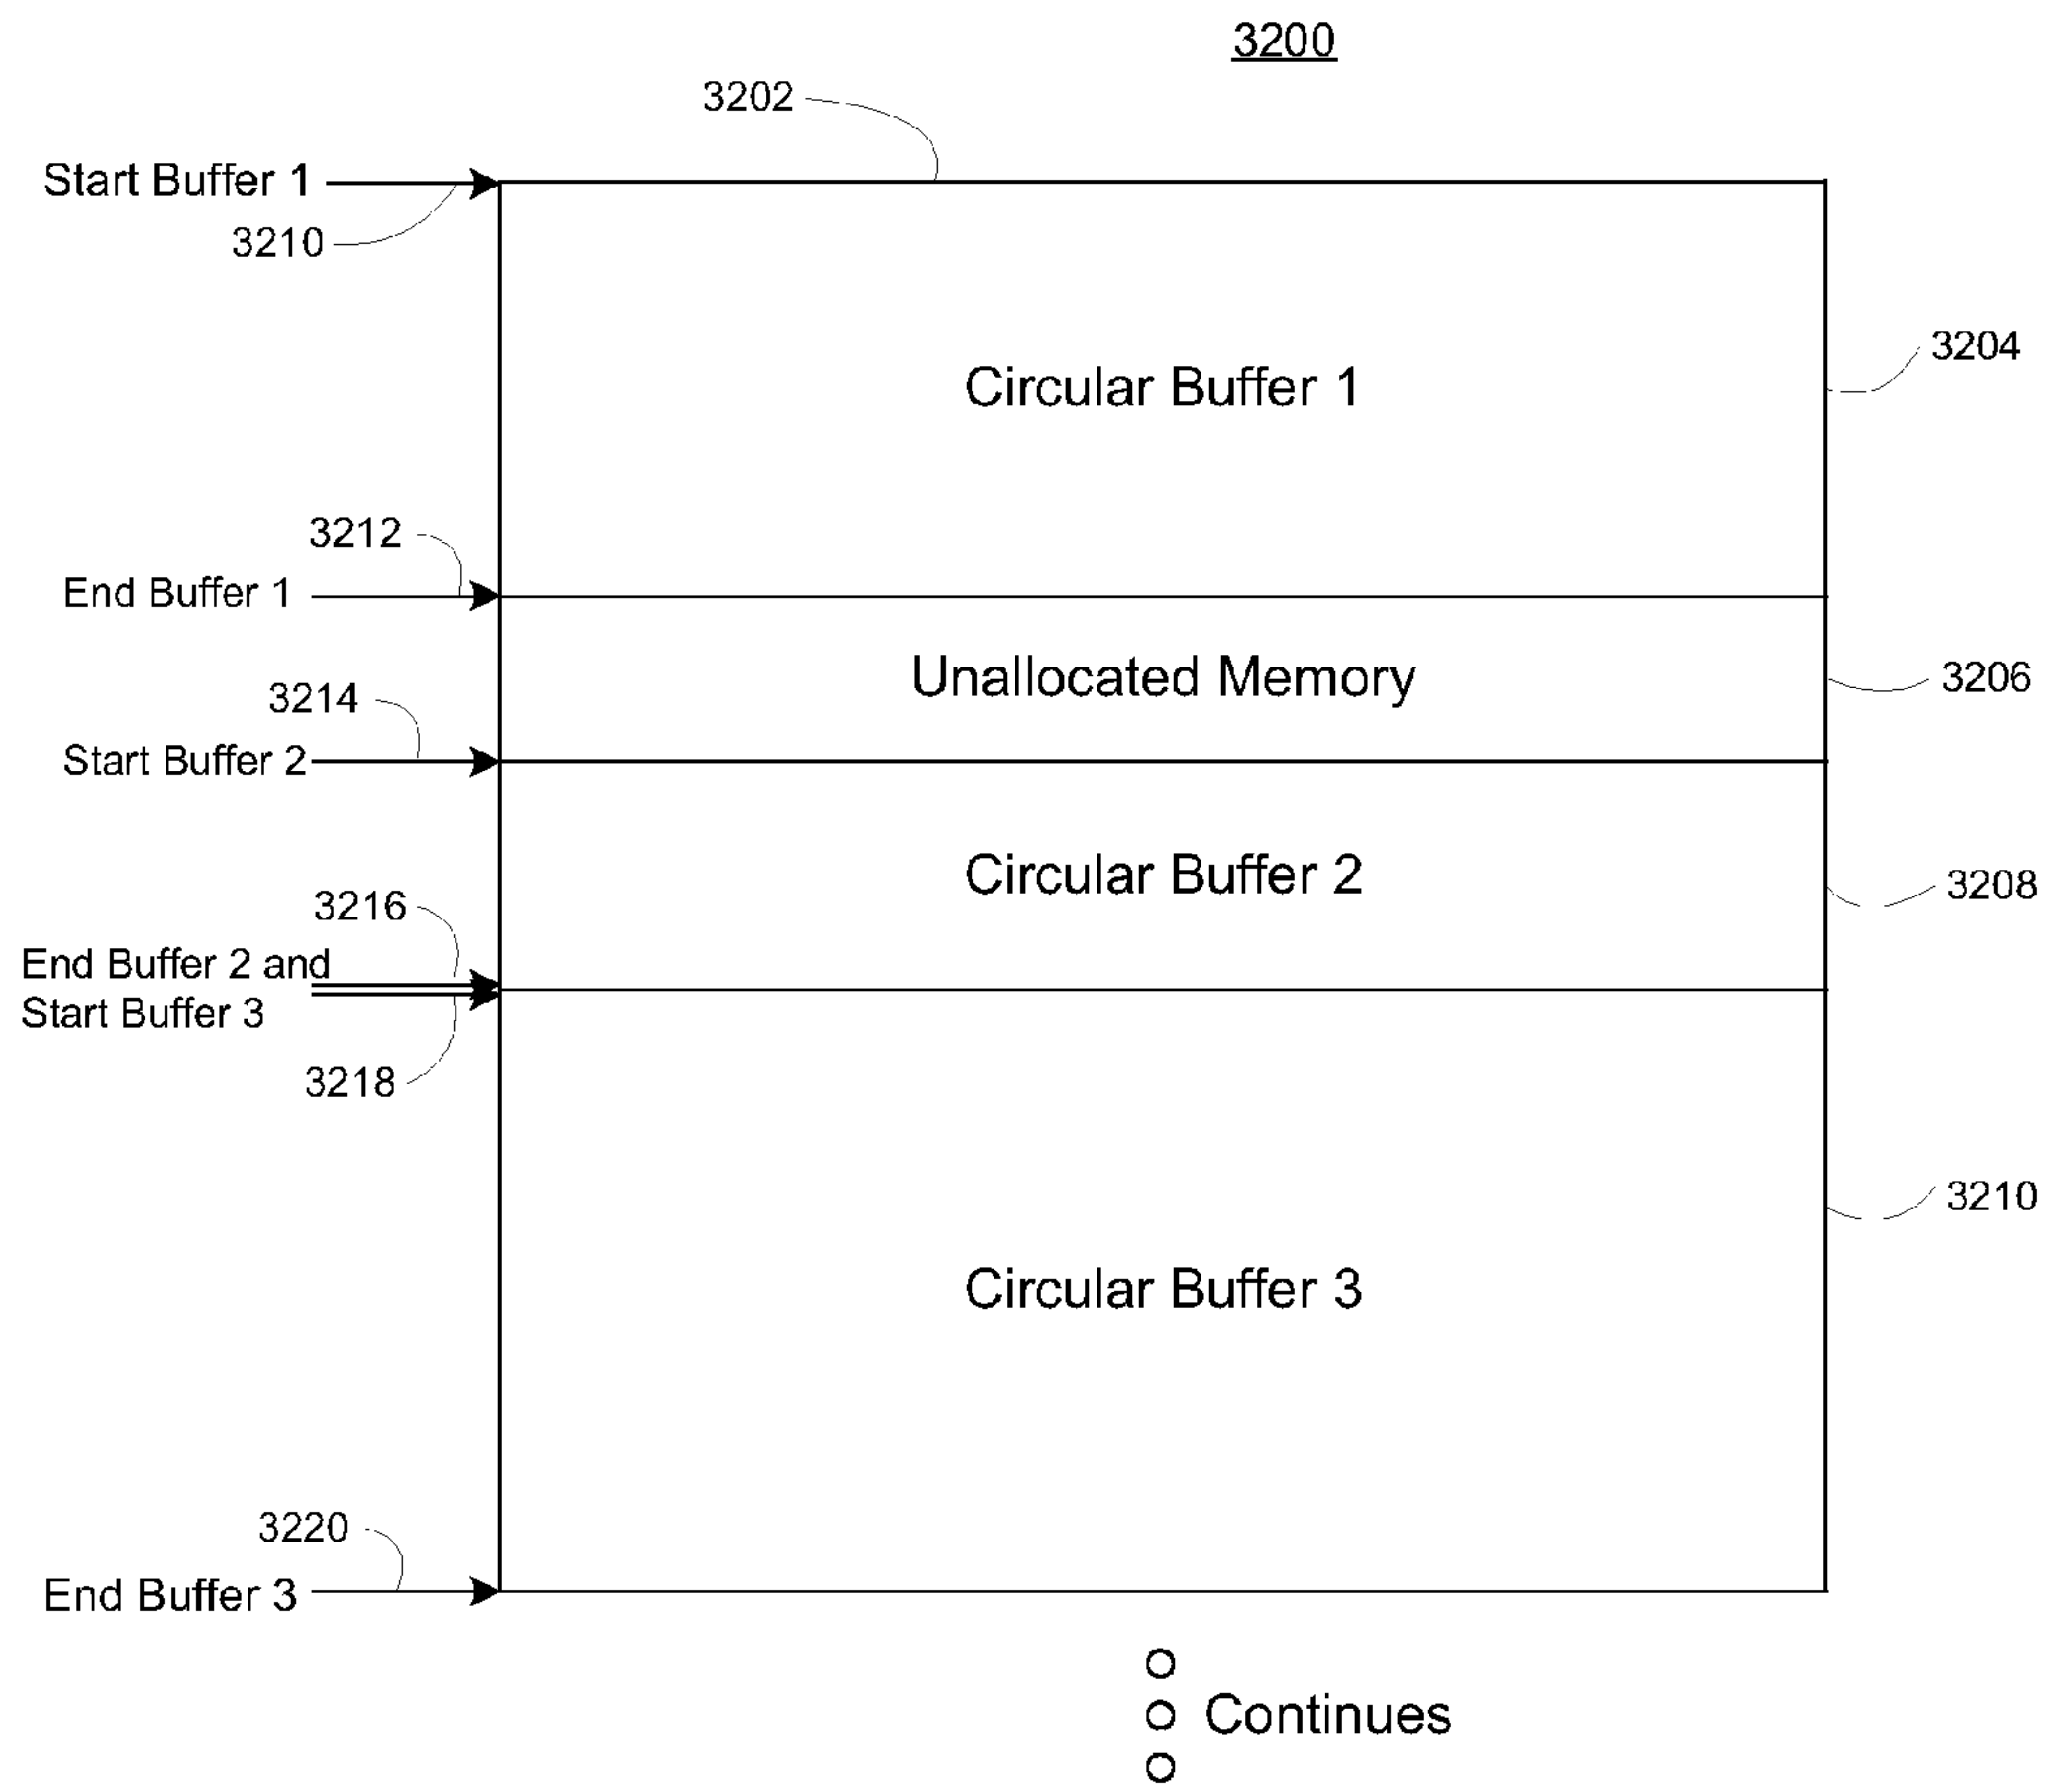 3200
3202
Start Buffer 1
3210
3204
Circular Buffer 1
3212
End Buffer 1
Unallocated Memory
3206
3214
Start Buffer 2
Circular Buffer 2
3208
3216
End Buffer 2 and
Start Buffer 3
3218
3210
Circular Buffer 3
3220
End Buffer 3
Continues